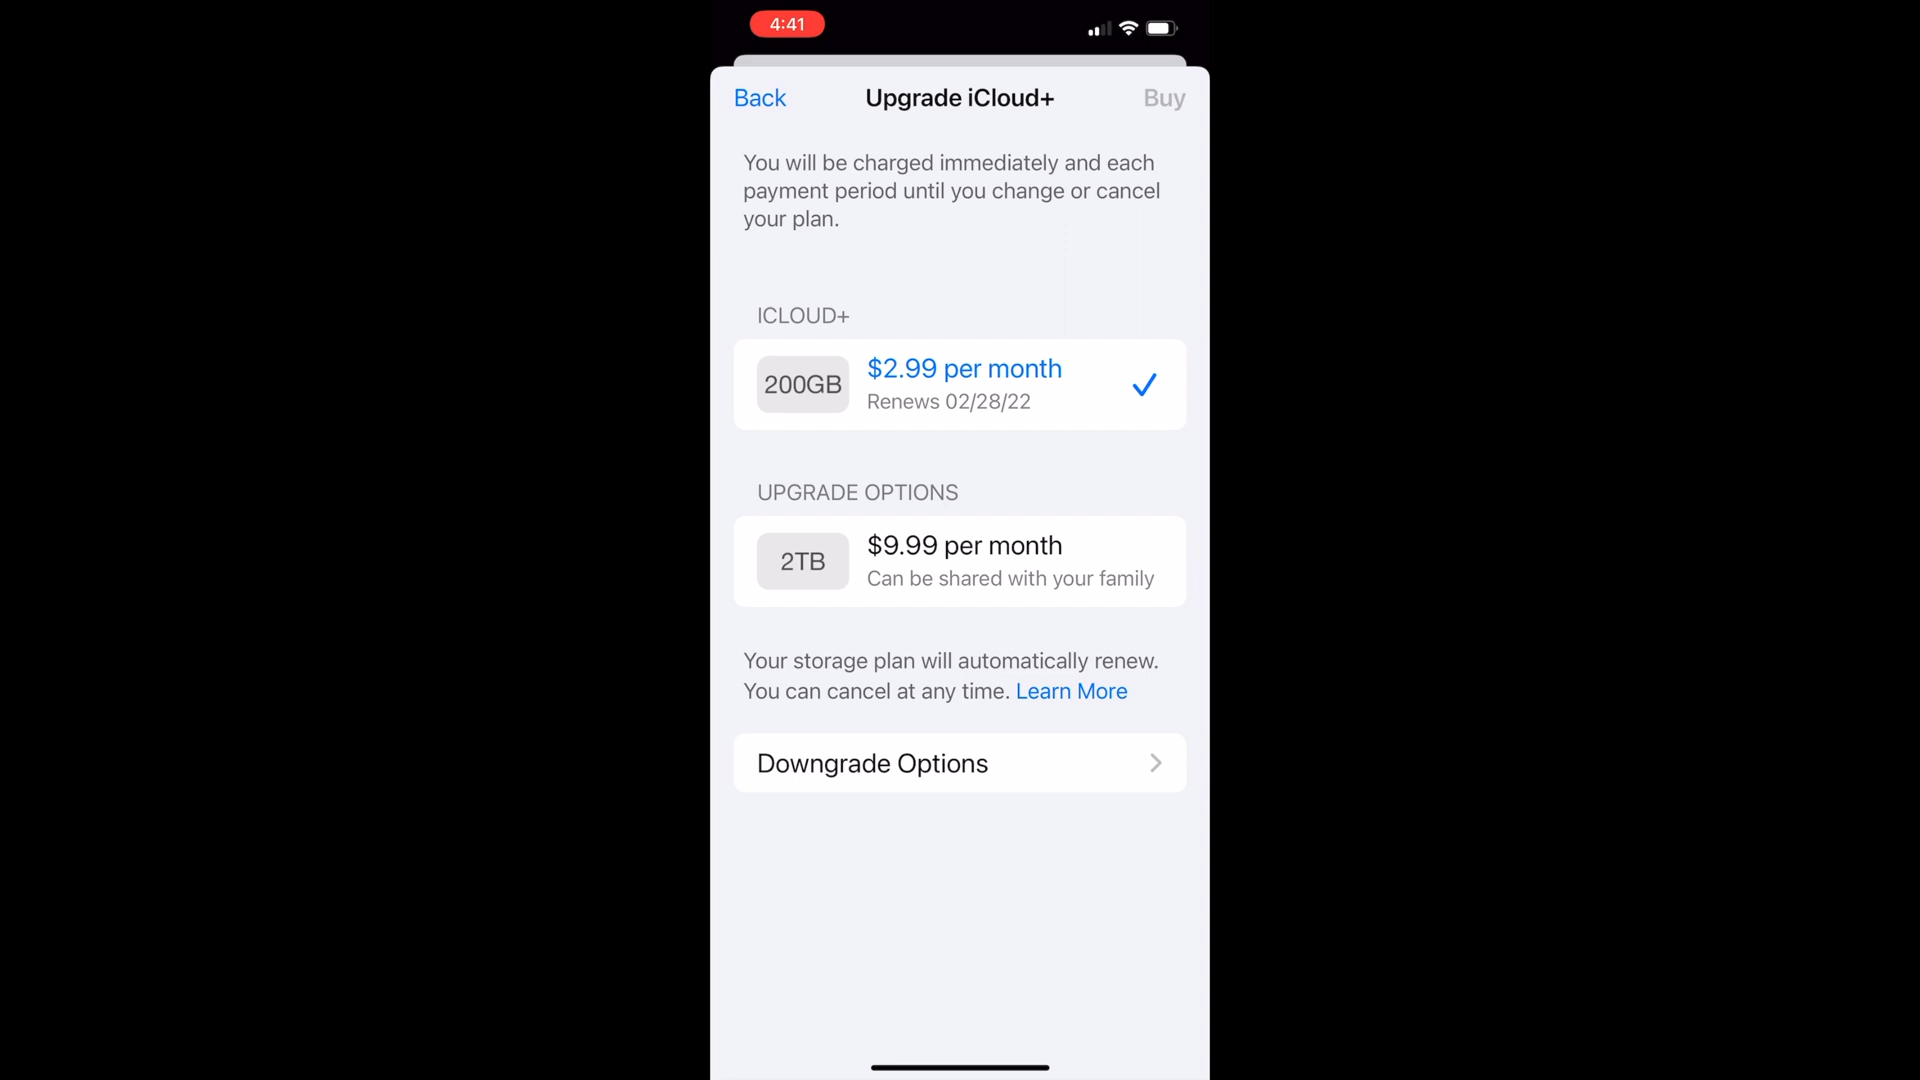 4:41
Back
Upgrade iCloud+
Buy
You will be charged immediately and each
payment period until you change or cancel
your plan.
ICLOUD+
200GB
$2.99 per month
Renews 02/28/22
UPGRADE OPTIONS
2TB
$9.99 per month
Can be shared with your family
Your storage plan will automatically renew.
You can cancel at any time. Learn More
Downgrade Options